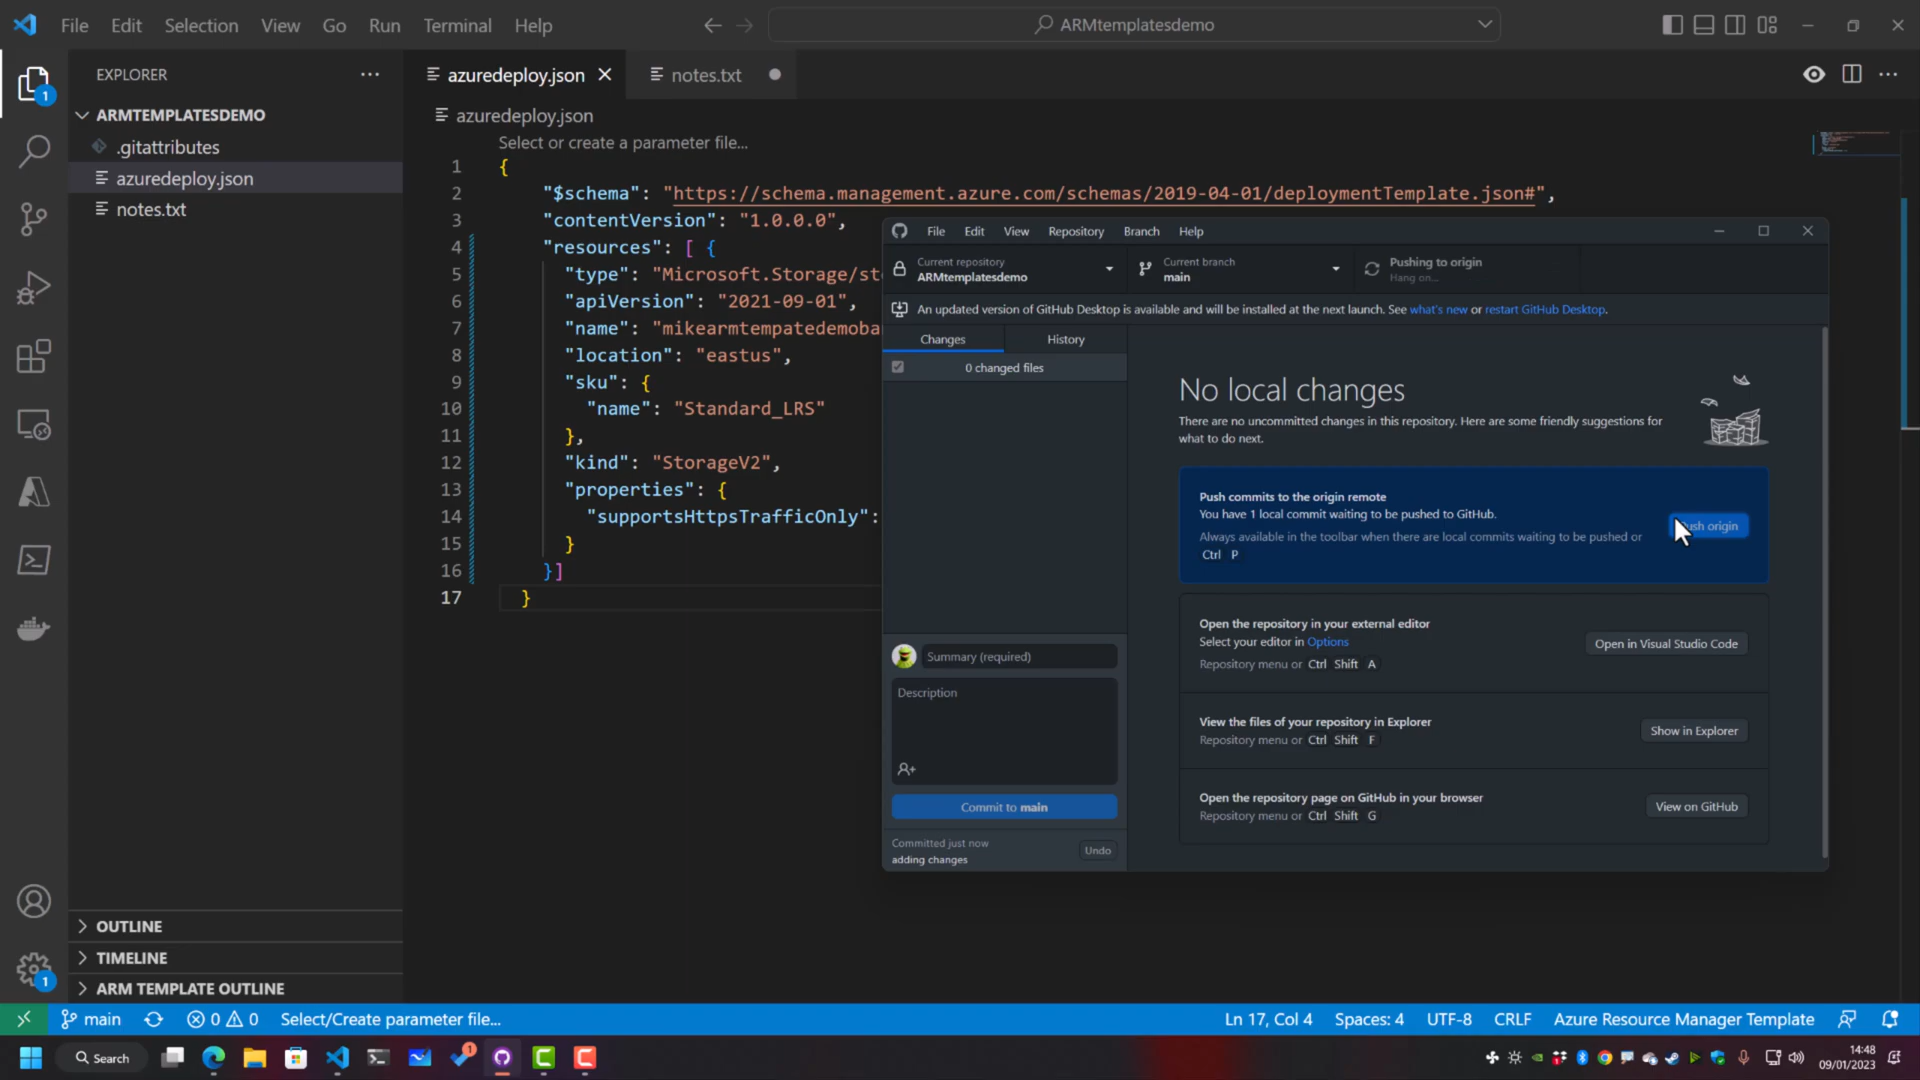 File Edit Selection View Go Run Terminal Help
ARMtemplatesdemo
EXPLORER
1
ARMTEMPLATESDEMO
.gitattributes
azuredeploy.json
notes.txt
azuredeploy.json
notes.txt
azuredeploy.json
Select or create a parameter file...
1 {
2 "$schema": "https://schema.management.azure.com/schemas/2019-04-01/deploymentTemplate.json#",
3 "contentVersion": "1.0.0.0",
4 "resources": [ {
5 "type": "Microsoft.Storage/st
6 "apiVersion": "2021-09-01",
7 "name": "mikearmtempatedemoba
8 "location": "eastus",
9 "sku": {
10 "name": "Standard_LRS"
11 },
12 "kind": "StorageV2",
13 "properties": {
14 "supportsHttpsTrafficOnly":
15 }
16 }]
17 }
File Edit View Repository Branch Help
Current repository
ARMtemplatesdemo
Current branch
main
Pushing to origin
Hang on...
An updated version of GitHub Desktop is available and will be installed at the next launch. See what's new or restart GitHub Desktop.
Changes
History
0 changed files
No local changes
There are no uncommitted changes in this repository. Here are some friendly suggestions for
what to do next.
Push commits to the origin remote
You have 1 local commit waiting to be pushed to GitHub.
Always available in the toolbar when there are local commits waiting to be pushed or
Ctrl P
origin
Open the repository in your external editor
Select your editor in Options
Repository menu or Ctrl Shift A
Open in Visual Studio Code
View the files of your repository in Explorer
Repository menu or Ctrl Shift F
Show in Explorer
Open the repository page on GitHub in your browser
Repository menu or Ctrl Shift G
View on GitHub
Summary (required)
Description
Commit to main
Committed just now
adding changes
Undo
OUTLINE
TIMELINE
ARM TEMPLATE OUTLINE
1
main
0 0
Select/Create parameter file...
Ln 17, Col 4
Spaces: 4
UTF-8
CRLF
Azure Resource Manager Template
Search
1
14:48
09/01/2023